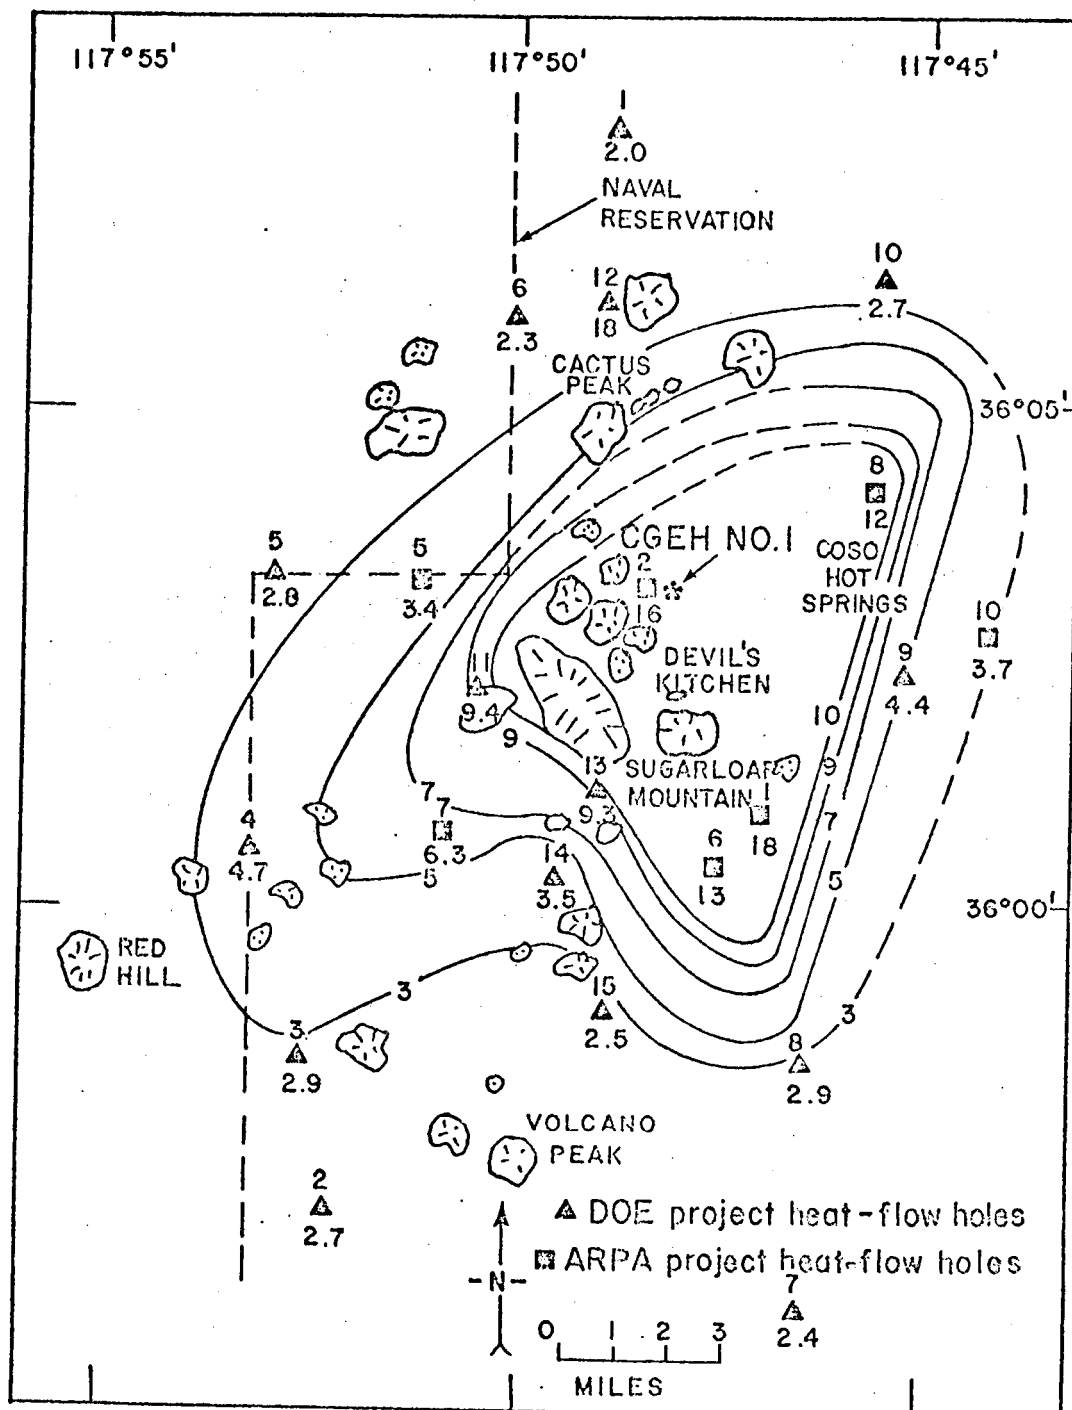 117°55'
117°50'
117°45'
1
2.0
NAVAL
RESERVATION
10
2.7
6
2.3
12
18
CACTUS
PEAK
36°05'
8
12
CGEH NO.1
COSO
HOT
SPRINGS
5
2.8
5
3.4
2
16
10
3.7
DEVIL'S
KITCHEN
9
4.4
11
9.4
9
10
13
9.3
SUGARLOAF
MOUNTAIN
9
1
18
7
7
7
6.3
5
4
4.7
14
3.5
6
13
5
36°00'
RED
HILL
3
3
15
2.5
3
2.9
8
2.9
VOLCANO
PEAK
2
2.7
DOE project heat-flow holes
ARPA project heat-flow holes
-N-
7
2.4
0 1 2 3
MILES